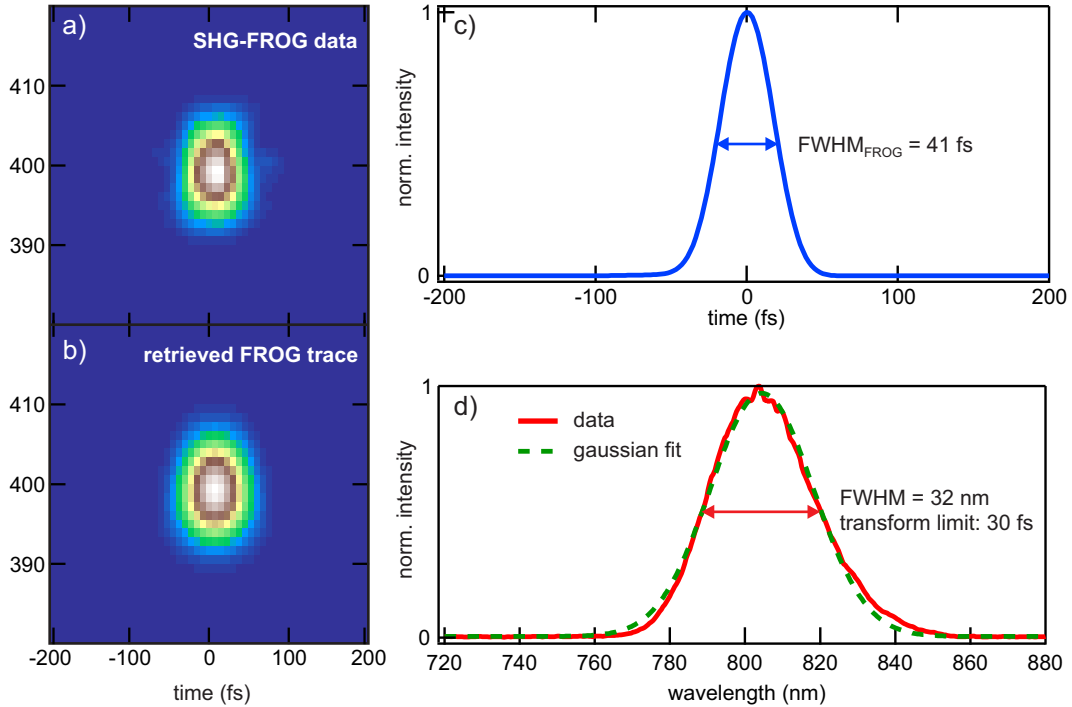 a)
SHG-FROG data
410
400
390
b)
retrieved FROG trace
410
400
390
-200 -100 0 100 200
time (fs)
c)
1
norm. intensity
FWHM_FROG = 41 fs
0
-200 -100 0 100 200
time (fs)
d)
1
norm. intensity
data
gaussian fit
FWHM = 32 nm
transform limit: 30 fs
0
720 740 760 780 800 820 840 860 880
wavelength (nm)